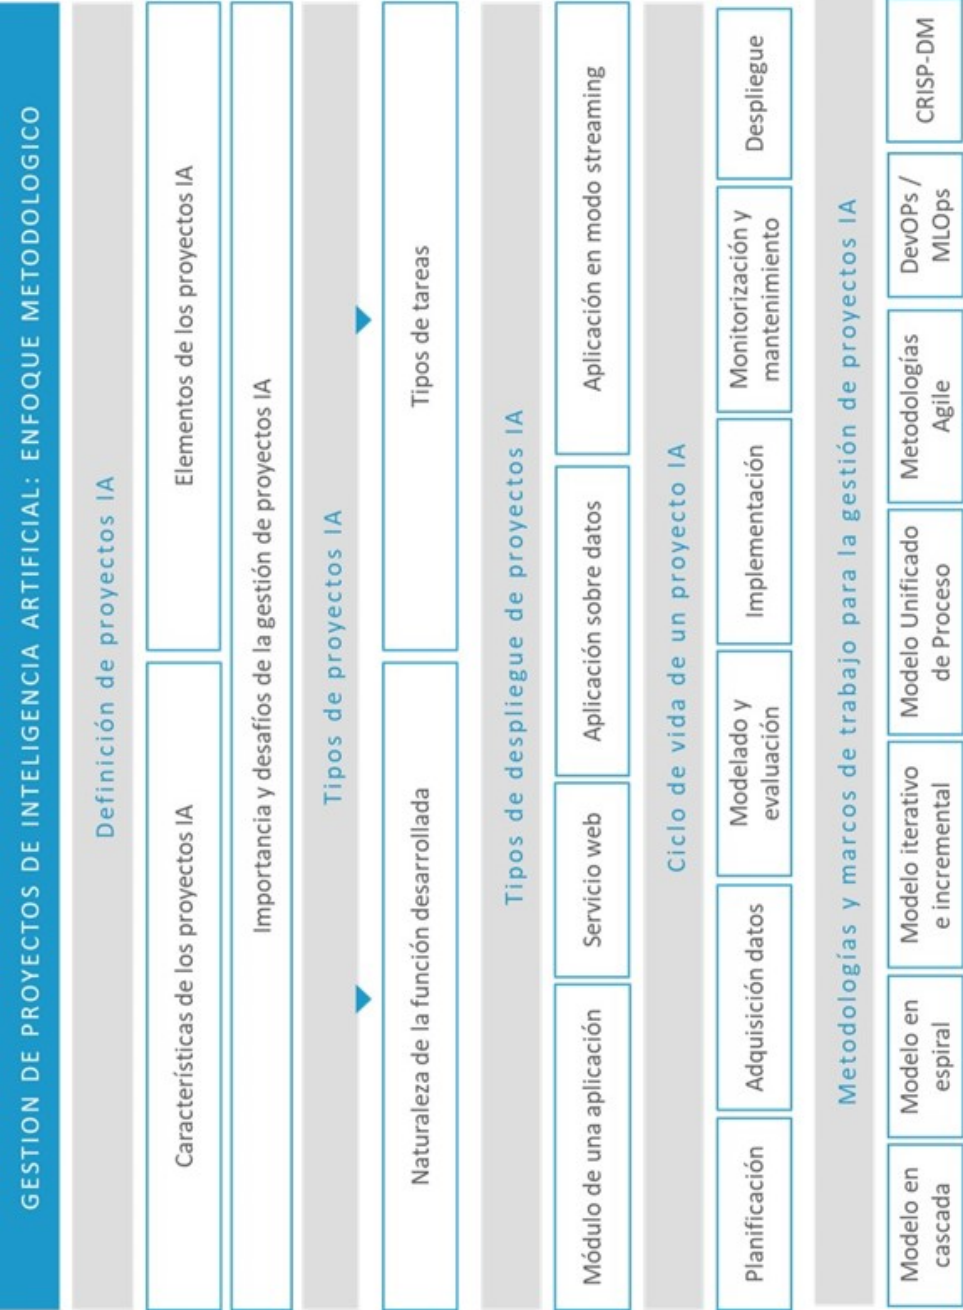 GESTION DE PROYECTOS DE INTELIGENCIA ARTIFICIAL: ENFOQUE METODOLOGICO
Definición de proyectos IA
Características de los proyectos IA
Elementos de los proyectos IA
Importancia y desafíos de la gestión de proyectos IA
Tipos de proyectos IA
Naturaleza de la función desarrollada
Tipos de tareas
Tipos de despliegue de proyectos IA
Módulo de una aplicación
Servicio web
Aplicación sobre datos
Aplicación en modo streaming
Ciclo de vida de un proyecto IA
Planificación
Adquisición datos
Modelado y
evaluación
Implementación
Monitorización y
mantenimiento
Despliegue
Metodologías y marcos de trabajo para la gestión de proyectos IA
Modelo en
cascada
Modelo en
espiral
Modelo iterativo
e incremental
Modelo Unificado
de Proceso
Metodologías
Agile
DevOPs /
MLOps
CRISP-DM